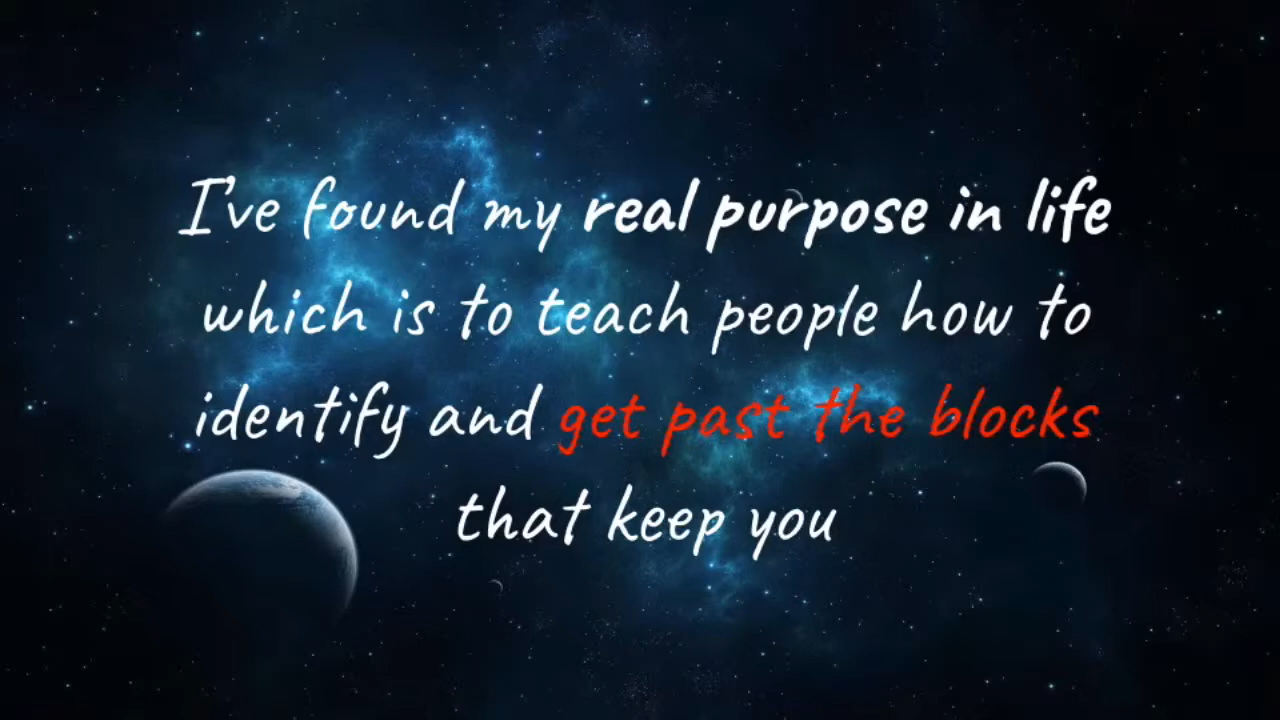 I've found my real purpose in life
which is to teach people how to
identify and get past the blocks
that keep you